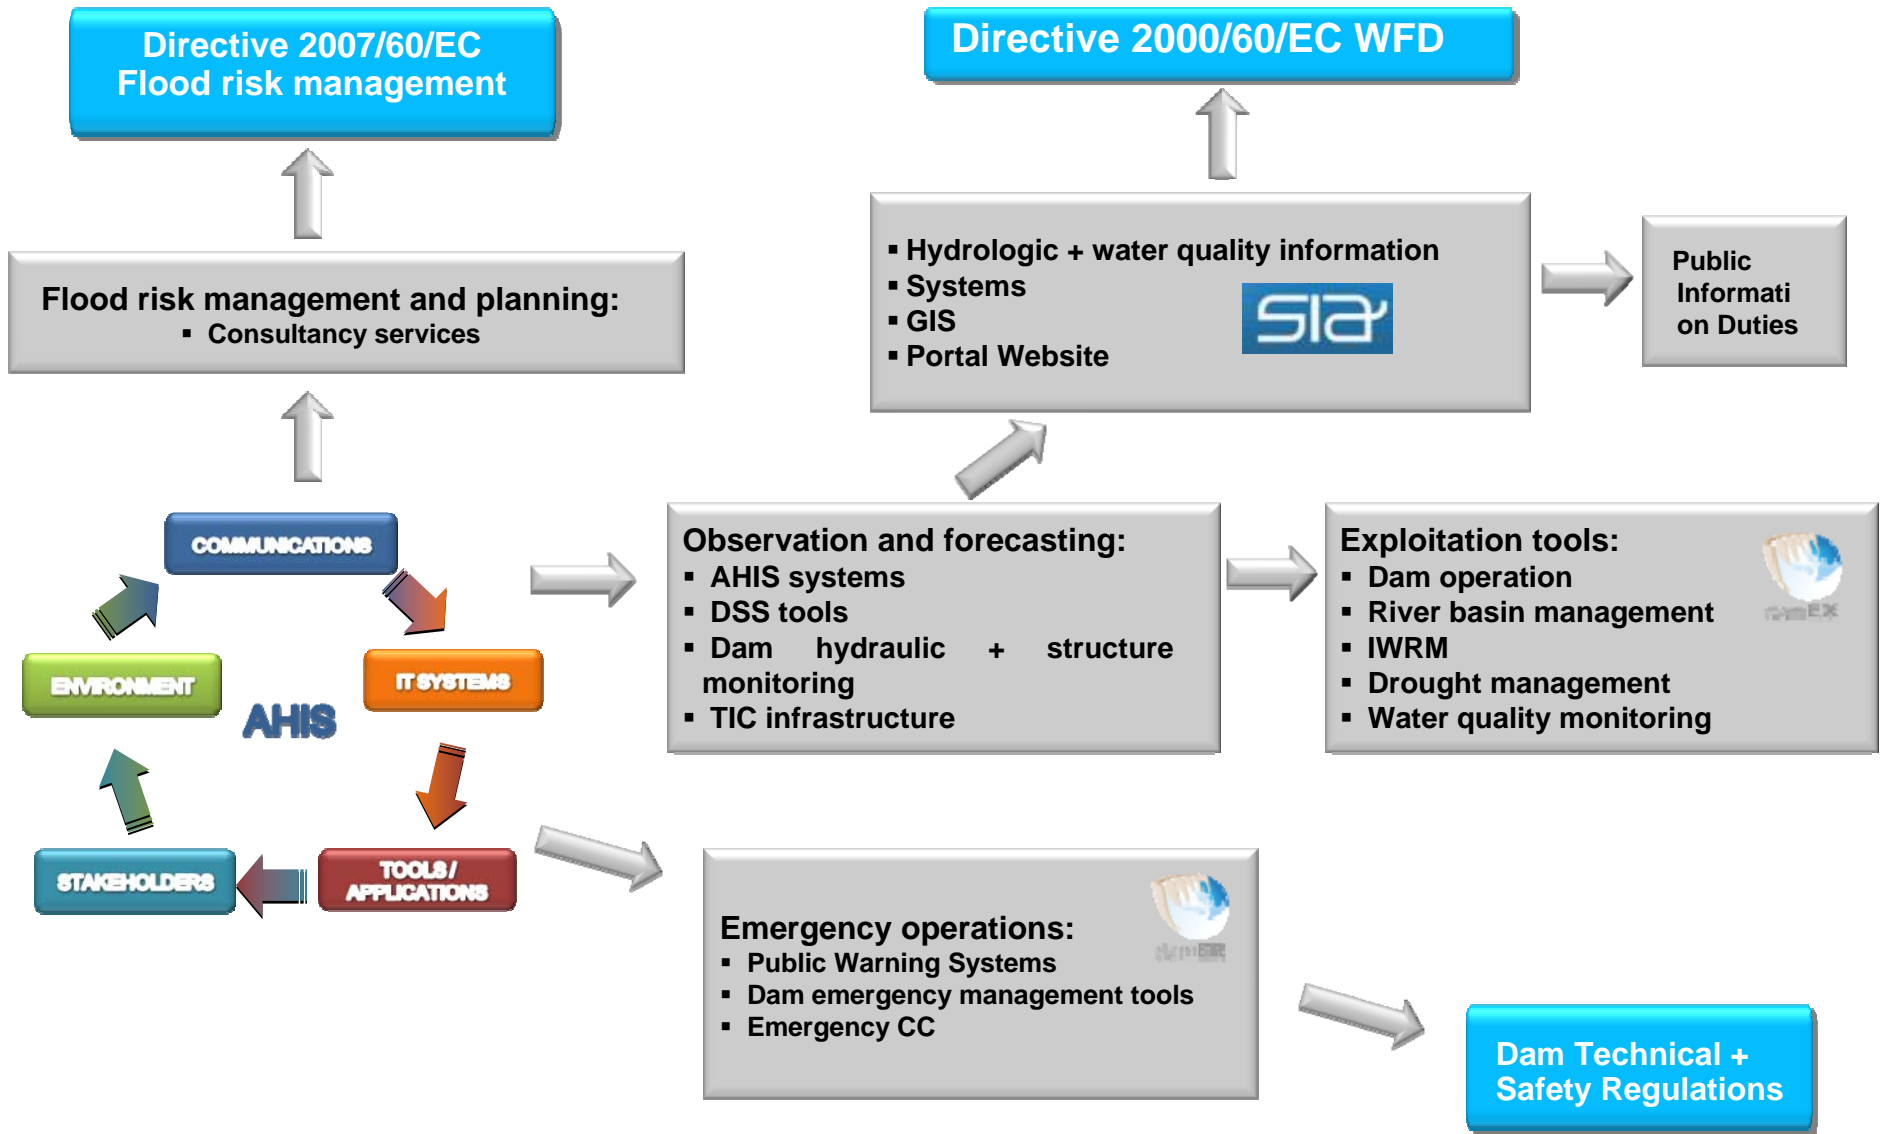 Directive 2007/60/EC
Flood risk management
Directive 2000/60/EC WFD
Flood risk management and planning:
▪ Consultancy services
▪ Hydrologic + water quality information
▪ Systems
▪ GIS
▪ Portal Website
sia
Public
Informati
on Duties
COMMUNICATIONS
IT SYSTEMS
TOOLS /
APPLICATIONS
STAKEHOLDERS
ENVIRONMENT
AHIS
Observation and forecasting:
▪ AHIS systems
▪ DSS tools
▪ Dam hydraulic + structure
monitoring
▪ TIC infrastructure
Exploitation tools:
▪ Dam operation
▪ River basin management
▪ IWRM
▪ Drought management
▪ Water quality monitoring
damEX
Emergency operations:
▪ Public Warning Systems
▪ Dam emergency management tools
▪ Emergency CC
Dam Technical +
Safety Regulations